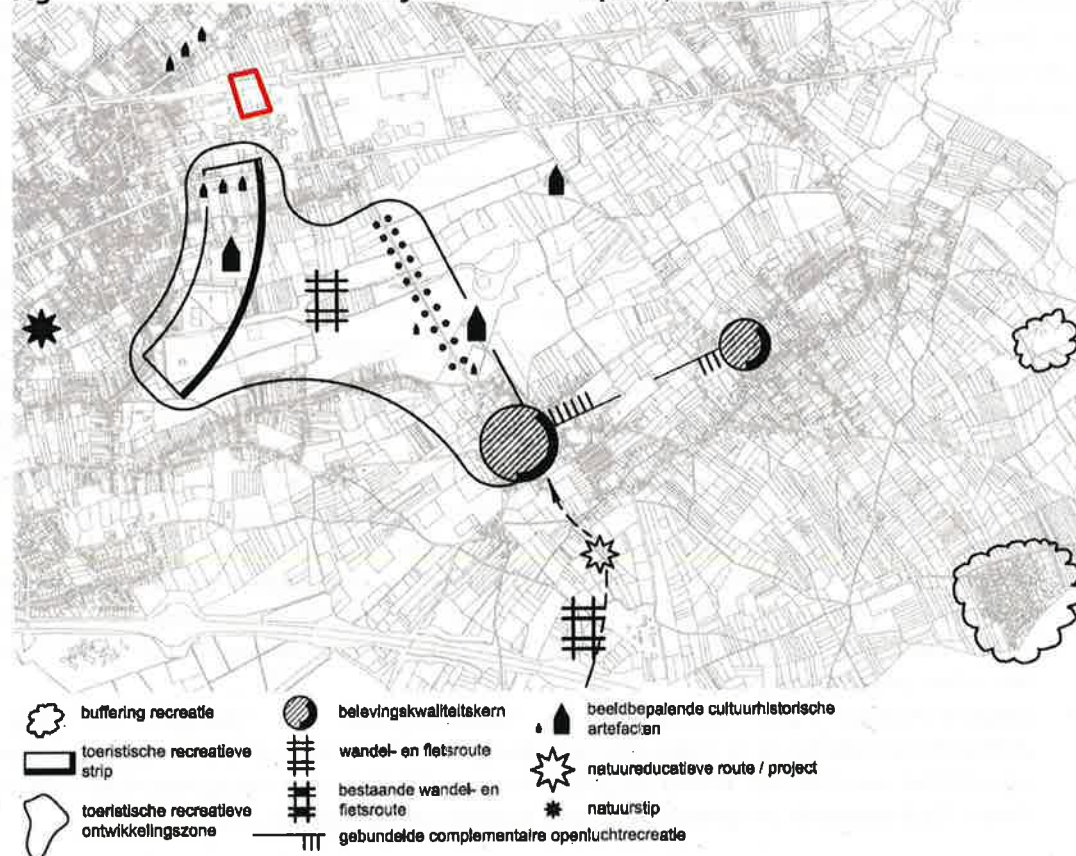 buffering recreatie
toeristische recreatieve
strip
toeristische recreatieve
ontwikkelingszone
belevingskwaliteitskern
wandel- en fietsroute
bestaande wandel- en
fietsroute
gebundelde complementaire openluchtrecreatie
beeldbepalende cultuurhistorische
artefacten
natuureducatieve route / project
natuurstip